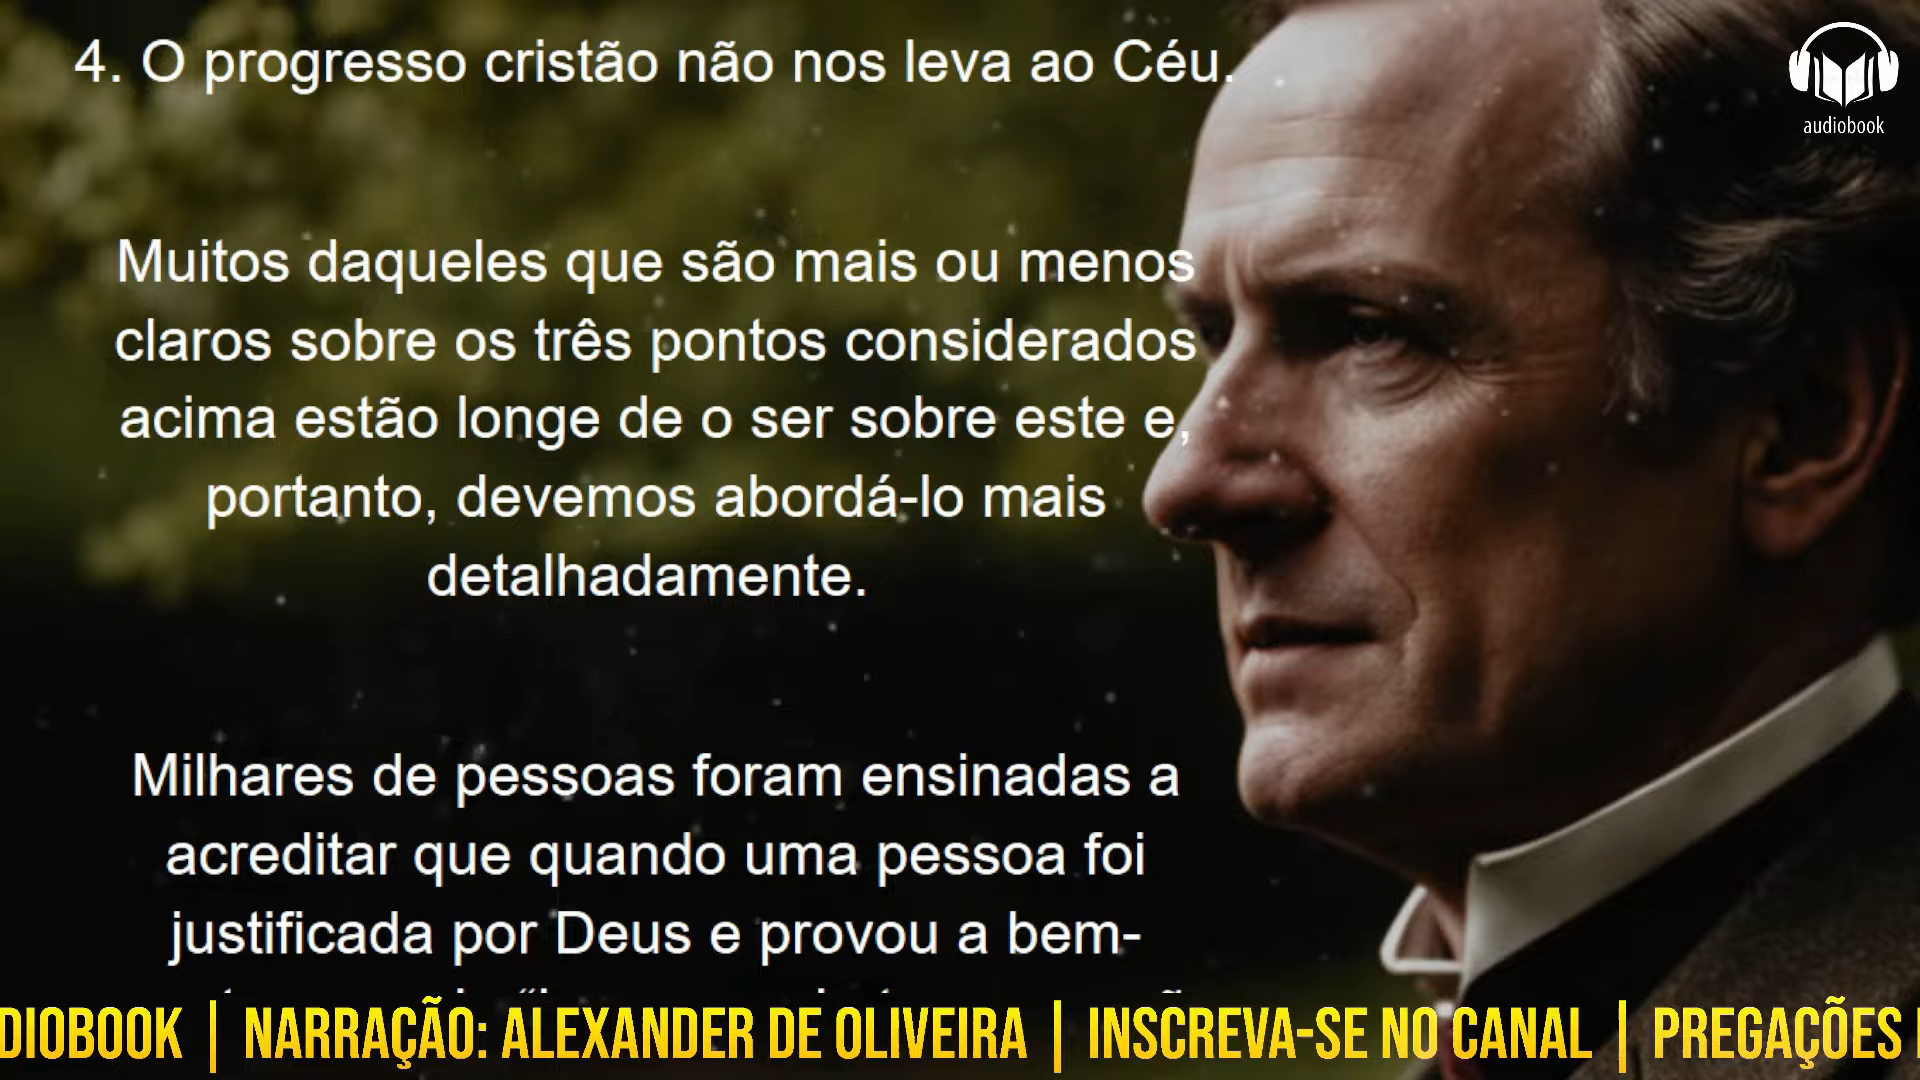 4. O progresso cristão não nos leva ao Céu.
audiobook
Muitos daqueles que são mais ou menos
claros sobre os três pontos considerados
acima estão longe de o ser sobre este e,
portanto, devemos abordá-lo mais
detalhadamente.
Milhares de pessoas foram ensinadas a
acreditar que quando uma pessoa foi
justificada por Deus e provou a bem-
DIOBOOK | NARRAÇÃO: ALEXANDER DE OLIVEIRA | INSCREVA-SE NO CANAL | PREGAÇÕES